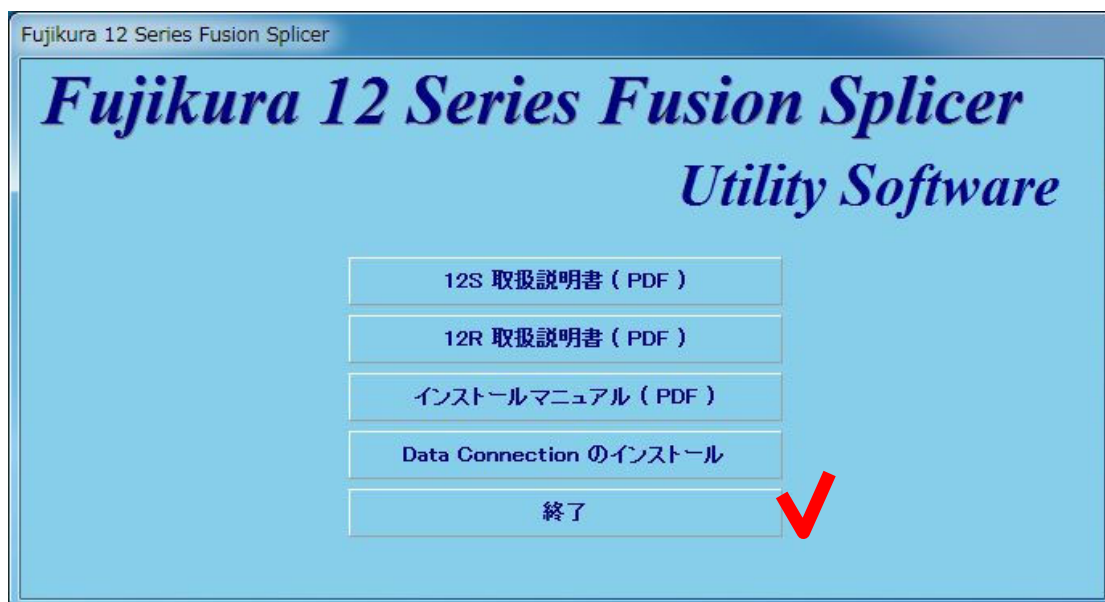 Fujikura 12 Series Fusion Splicer
Fujikura 12 Series Fusion Splicer
Utility Software
12S 取扱説明書 ( PDF )
12R 取扱説明書 ( PDF )
インストールマニュアル ( PDF )
Data Connection のインストール
終了